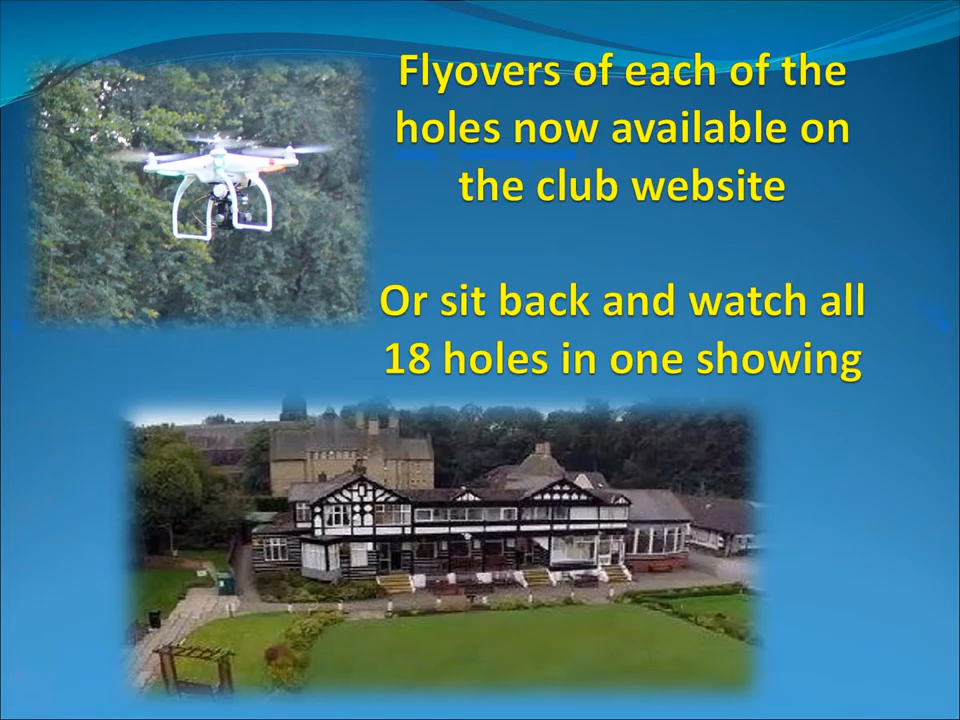 Flyovers of each of the
holes now available on
the club website
Or sit back and watch all
18 holes in one showing